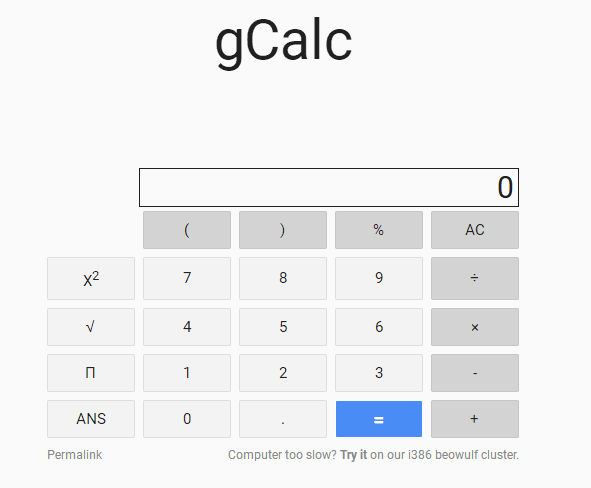 gCalc
0
( ) % AC
X² 7 8 9 ÷
√ 4 5 6 ×
Π 1 2 3 -
ANS 0 . = +
Permalink Computer too slow? Try it on our i386 beowulf cluster.